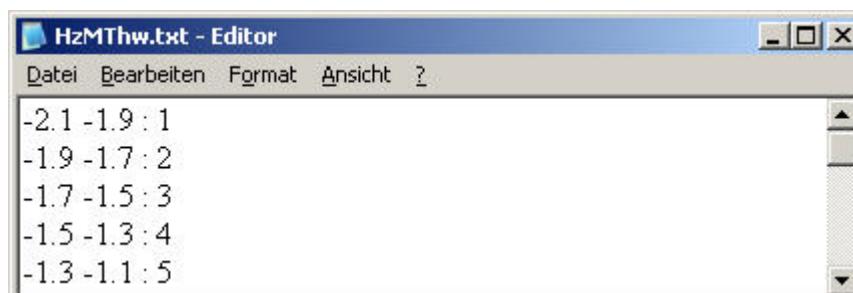 HzMThw.txt - Editor
Datei Bearbeiten Format Ansicht ?
-2.1 -1.9 : 1
-1.9 -1.7 : 2
-1.7 -1.5 : 3
-1.5 -1.3 : 4
-1.3 -1.1 : 5